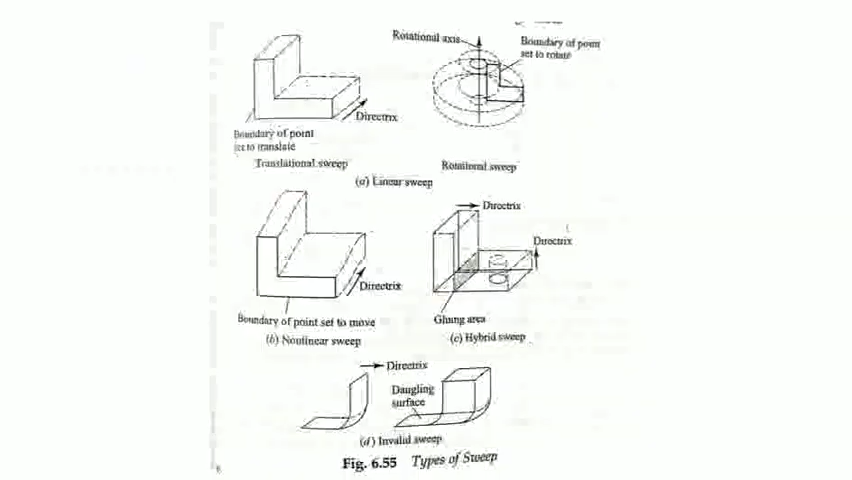 Rotational axis
Boundary of point
set to rotate
Directrix
Boundary of point
set to translate
Translational sweep
Rotational sweep
(a) Linear sweep
Directrix
Directrix
Directrix
Boundary of point set to move
Gluing area
(b) Nonlinear sweep
(c) Hybrid sweep
Directrix
Dangling
surface
(d) Invalid sweep
Fig. 6.55 Types of Sweep